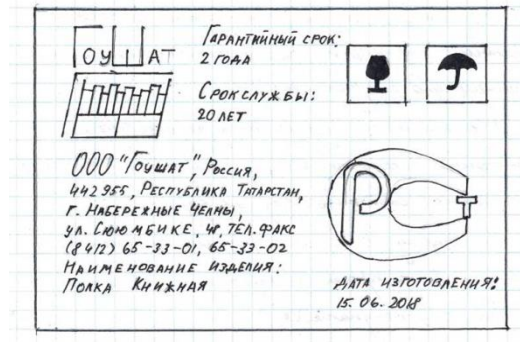 ГОУШАТ
ГАРАНТИЙНЫЙ СРОК:
2 ГОДА
СРОК СЛУЖБЫ:
20 ЛЕТ
ООО "ГОУШАТ", РОССИЯ,
442955, РЕСПУБЛИКА ТАТАРСТАН,
Г. НАБЕРЕЖНЫЕ ЧЕЛНЫ,
УЛ. СЮЮМБИКЕ, 48, ТЕЛ. ФАКС
(8412) 65-33-01, 65-33-02
НАИМЕНОВАНИЕ ИЗДЕЛИЯ:
ПОЛКА КНИЖНАЯ
РСТ
ДАТА ИЗГОТОВЛЕНИЯ:
15.06.2018